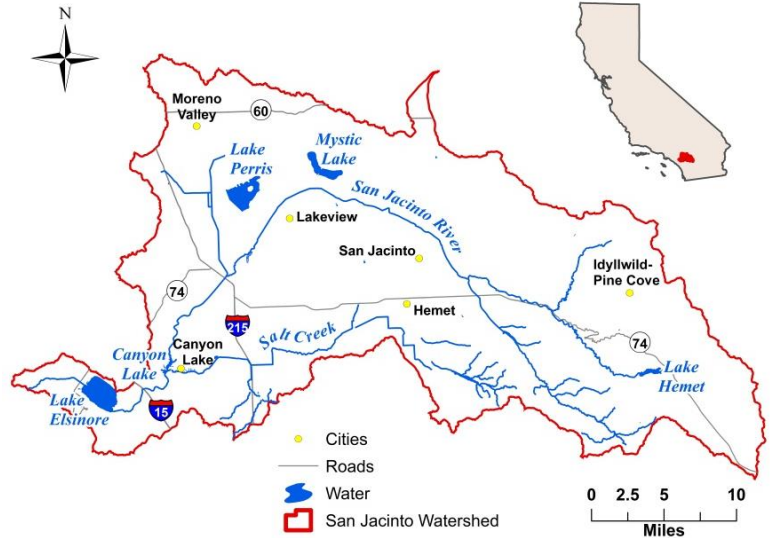 N
Moreno
Valley
60
Lake
Perris
Mystic
Lake
San Jacinto River
Lakeview
San Jacinto
Idyllwild-
Pine Cove
74
215
Hemet
Salt Creek
74
Canyon
Lake
Canyon
Lake
Lake
Hemet
Lake
Elsinore
15
Cities
Roads
Water
San Jacinto Watershed
0 2.5 5 10
Miles